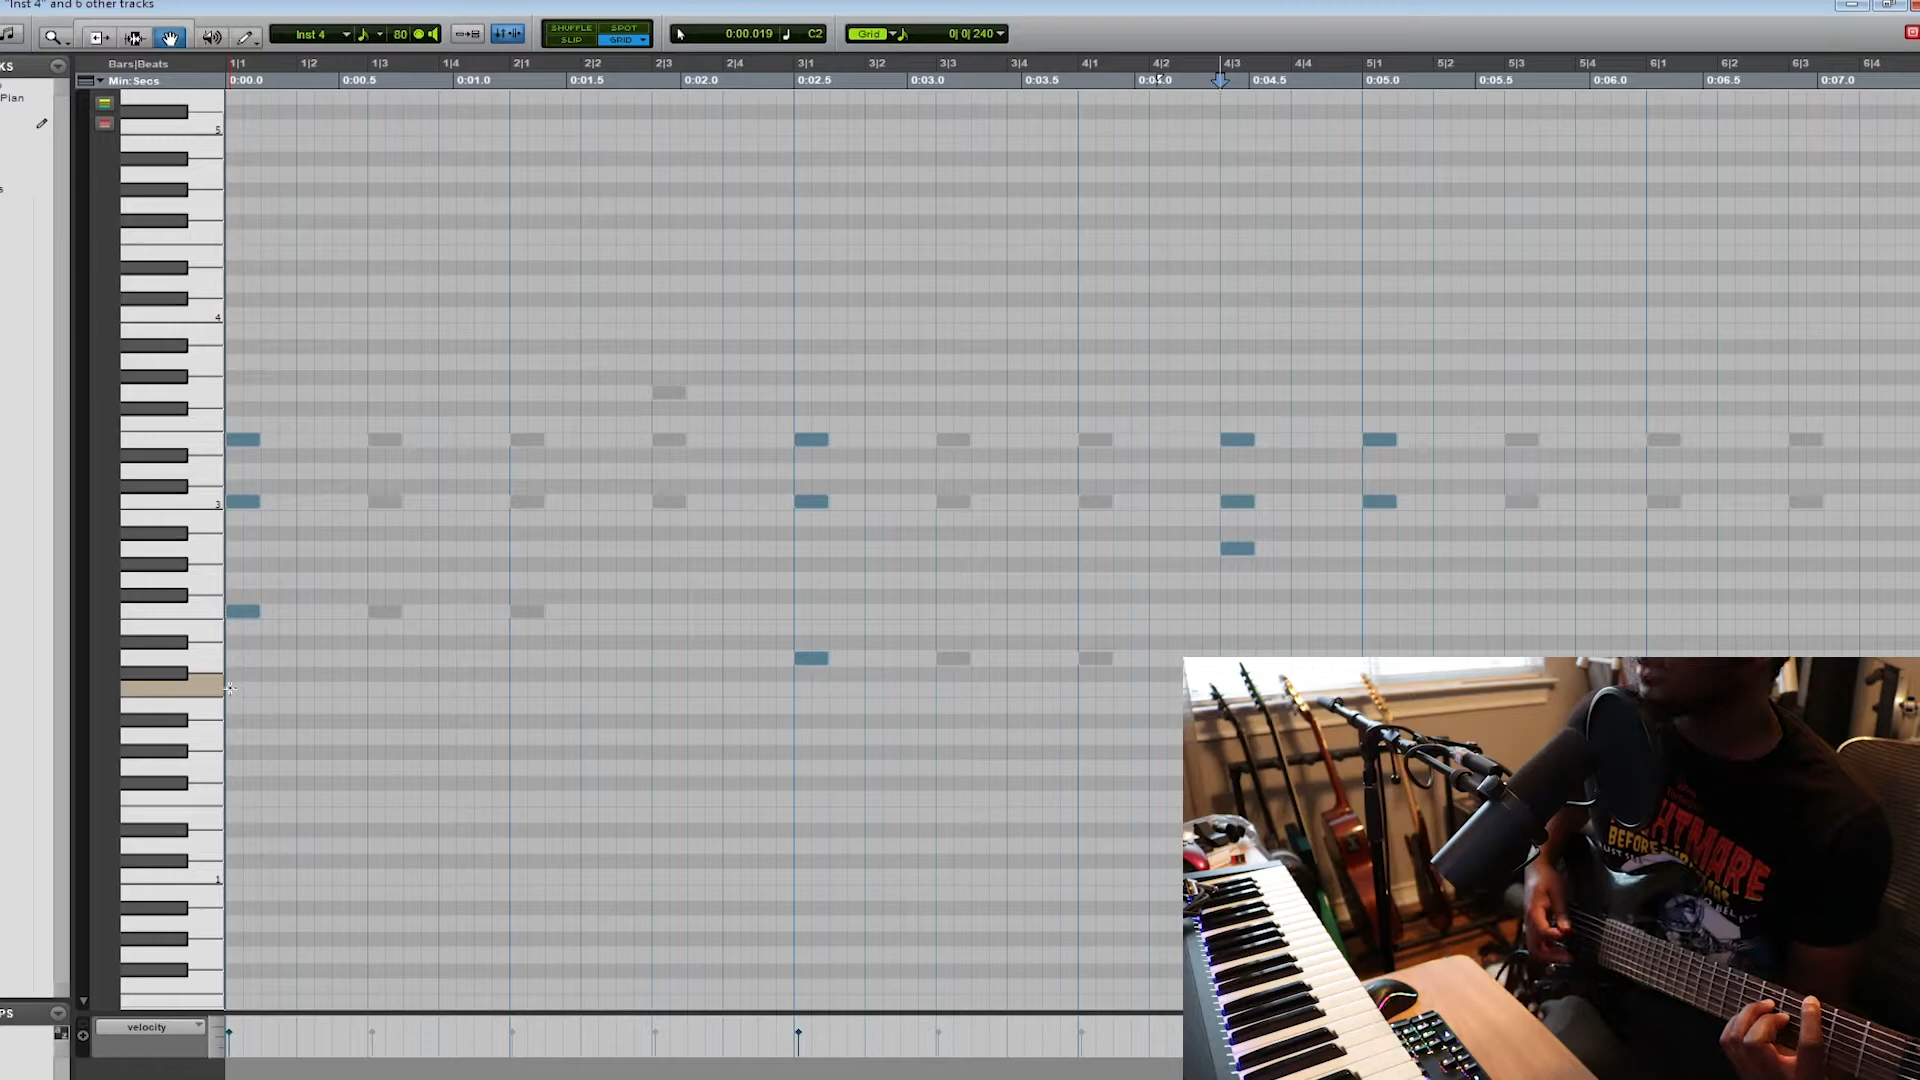 "Inst 4" and 6 other tracks
Inst 4
80
SHUFFLE SPOT
SLIP GRID
0:00.019 C2
Grid 0|0|240
KS
Bars|Beats 1|1 1|2 1|3 1|4 2|1 2|2 2|3 2|4 3|1 3|2 3|3 3|4 4|1 4|2 4|3 4|4 5|1 5|2 5|3 5|4 6|1 6|2 6|3 6|4
Min:Secs 0:00.0 0:00.5 0:01.0 0:01.5 0:02.0 0:02.5 0:03.0 0:03.5 0:04.0 0:04.5 0:05.0 0:05.5 0:06.0 0:06.5 0:07.0
Pian
5
s
4
3
1
PS
a z
velocity
NIGHTMARE
BEFORE